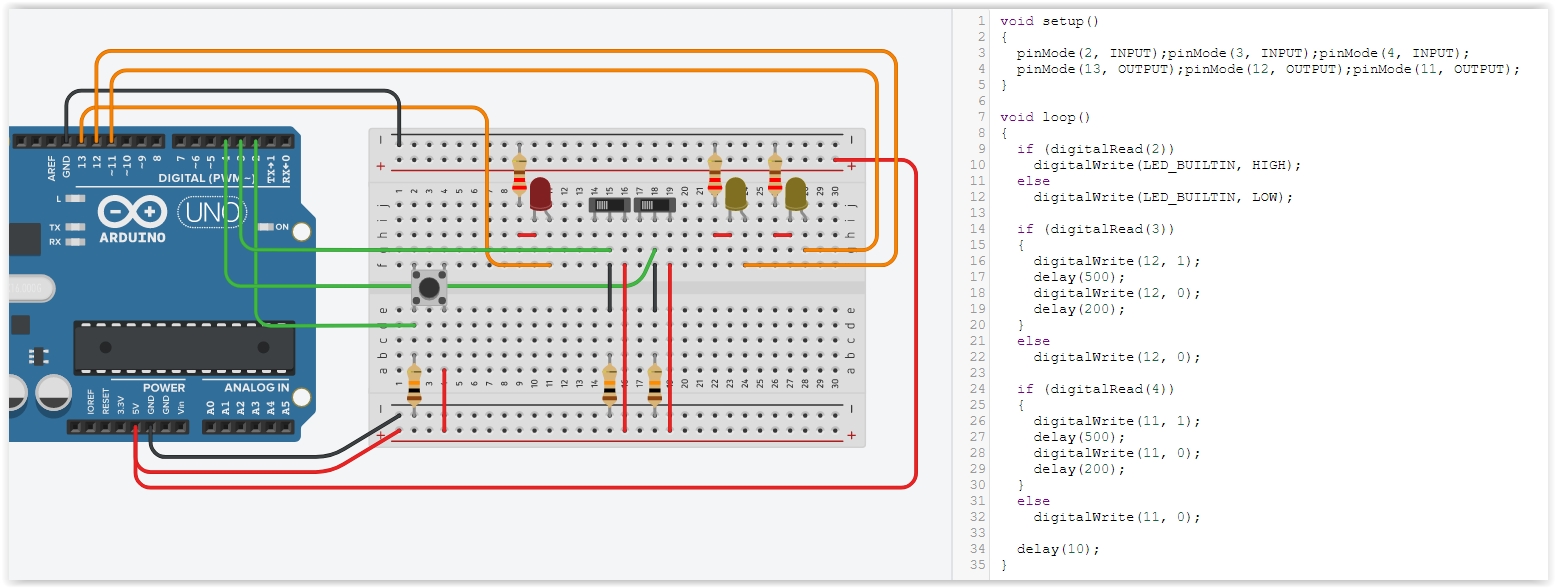 AREF
GND
13
12
~11
~10
~9
8
7
~6
~5
TX→1
RX←0
DIGITAL (PWM~)
L
TX
RX
UNO
ARDUINO
ON
POWER
ANALOG IN
IOREF
RESET
3.3V
5V
GND
GND
Vin
A0
A1
A2
A3
A4
A5
1 void setup()
2 {
3 pinMode(2, INPUT);pinMode(3, INPUT);pinMode(4, INPUT);
4 pinMode(13, OUTPUT);pinMode(12, OUTPUT);pinMode(11, OUTPUT);
5 }
6
7 void loop()
8 {
9 if (digitalRead(2))
10 digitalWrite(LED_BUILTIN, HIGH);
11 else
12 digitalWrite(LED_BUILTIN, LOW);
13
14 if (digitalRead(3))
15 {
16 digitalWrite(12, 1);
17 delay(500);
18 digitalWrite(12, 0);
19 delay(200);
20 }
21 else
22 digitalWrite(12, 0);
23
24 if (digitalRead(4))
25 {
26 digitalWrite(11, 1);
27 delay(500);
28 digitalWrite(11, 0);
29 delay(200);
30 }
31 else
32 digitalWrite(11, 0);
33
34 delay(10);
35 }